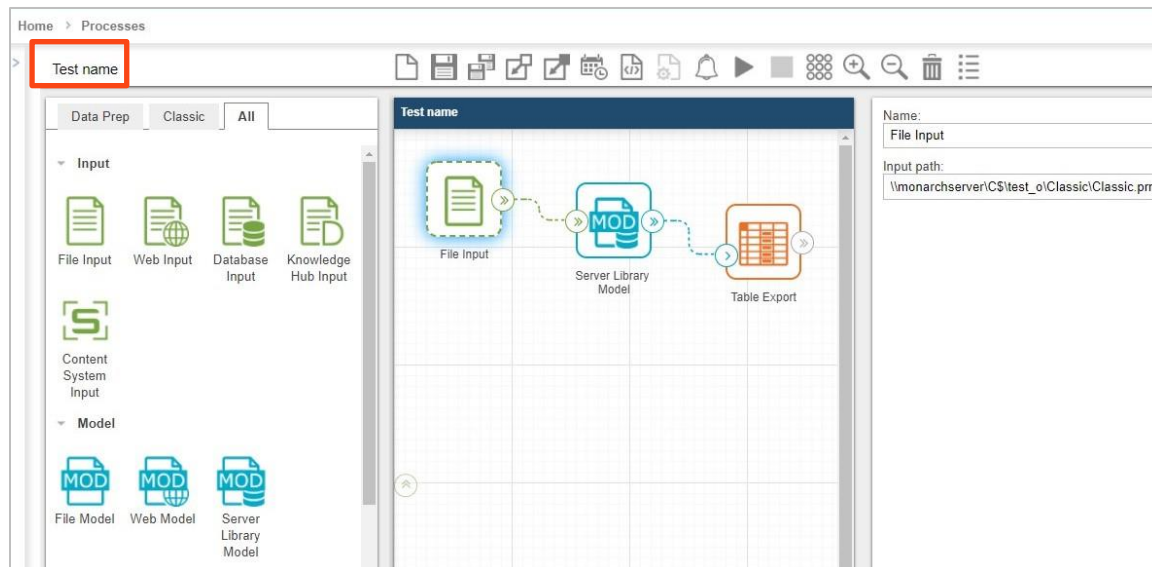 Home > Processes
Test name
Data Prep
Classic
All
Input
File Input
Web Input
Database
Input
Knowledge
Hub Input
Content
System
Input
Model
MOD
File Model
MOD
Web Model
MOD
Server
Library
Model
Test name
File Input
MOD
Server Library
Model
Table Export
Name:
File Input
Input path:
\\monarchserver\C$\test_o\Classic\Classic.prn